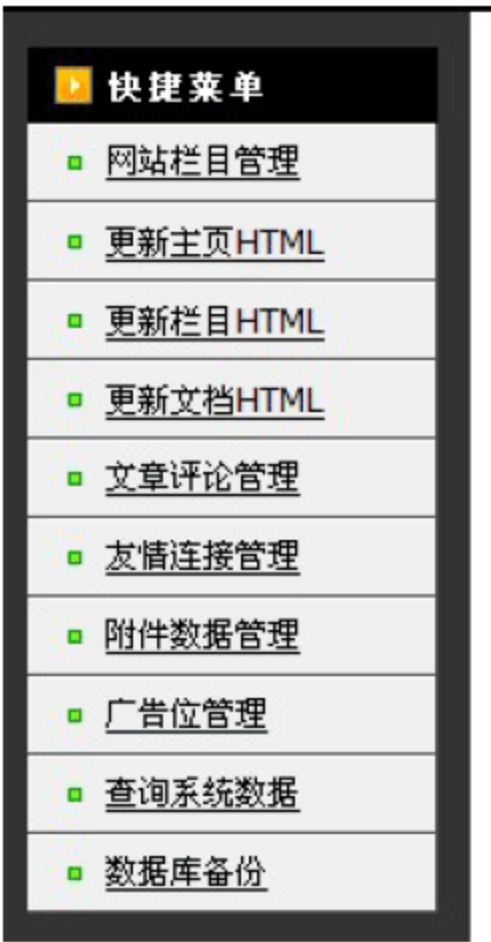 快捷菜单
网站栏目管理
更新主页HTML
更新栏目HTML
更新文档HTML
文章评论管理
友情连接管理
附件数据管理
广告位管理
查询系统数据
数据库备份